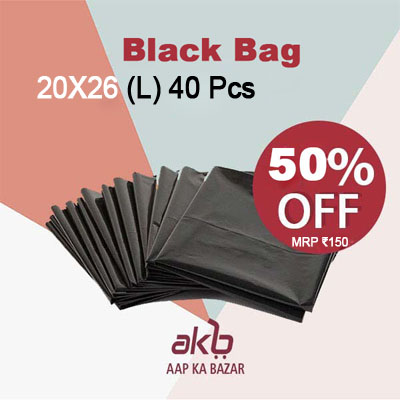 Black Bag
20X26 (L) 40 Pcs
50%
OFF
MRP ₹150
akb
AAP KA BAZAR